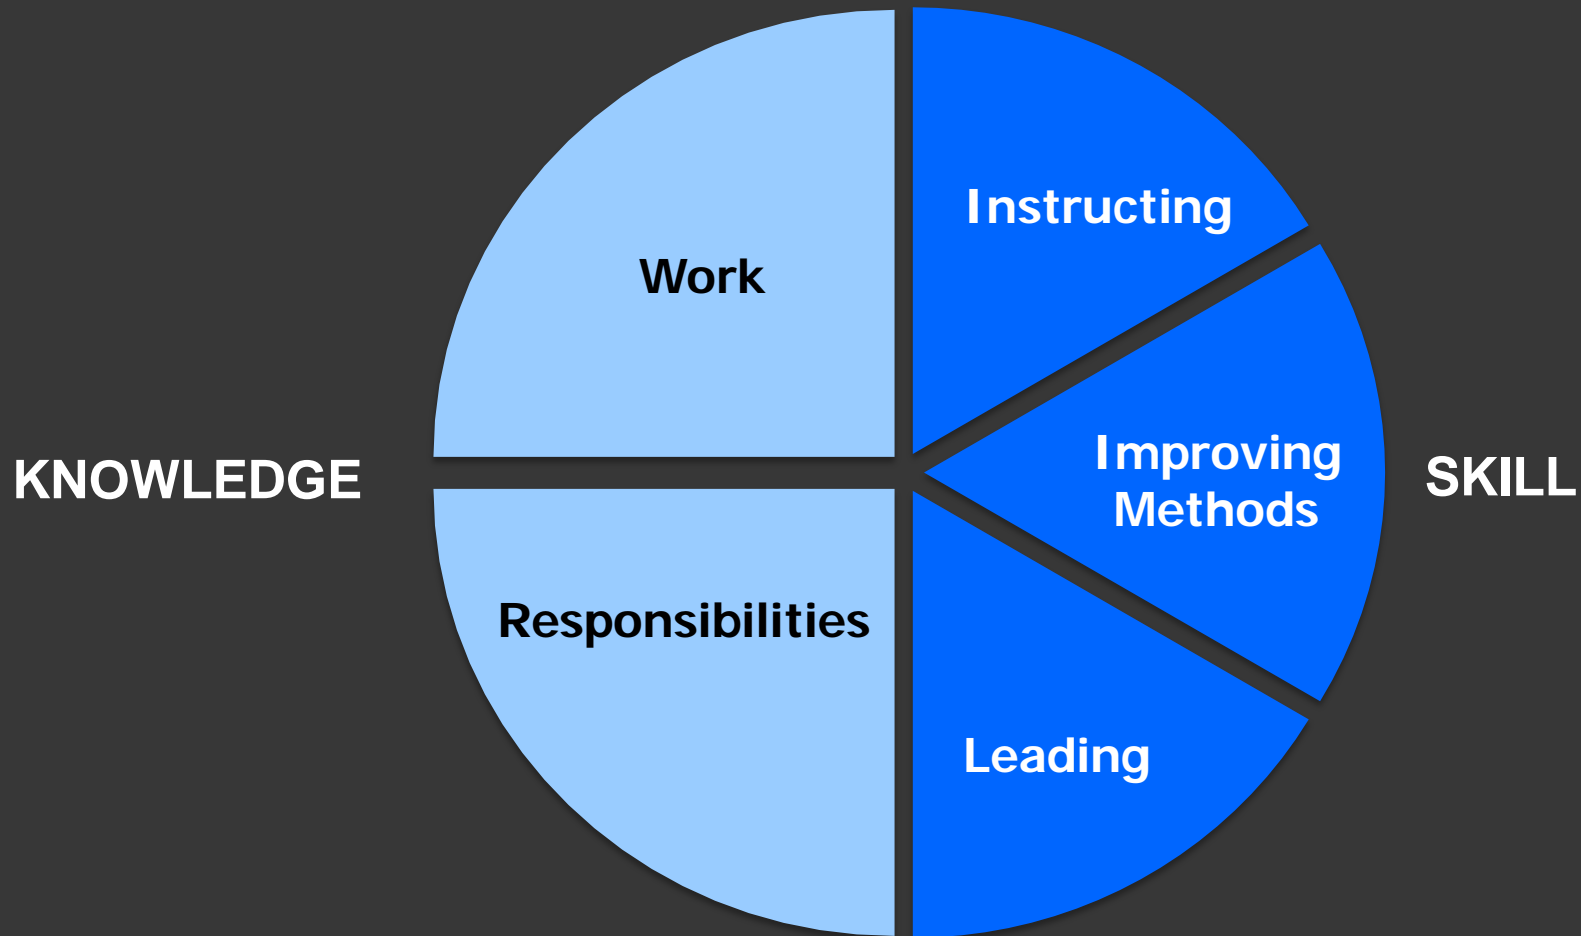 Work
Responsibilities
KNOWLEDGE
Instructing
Improving
Methods
Leading
SKILL